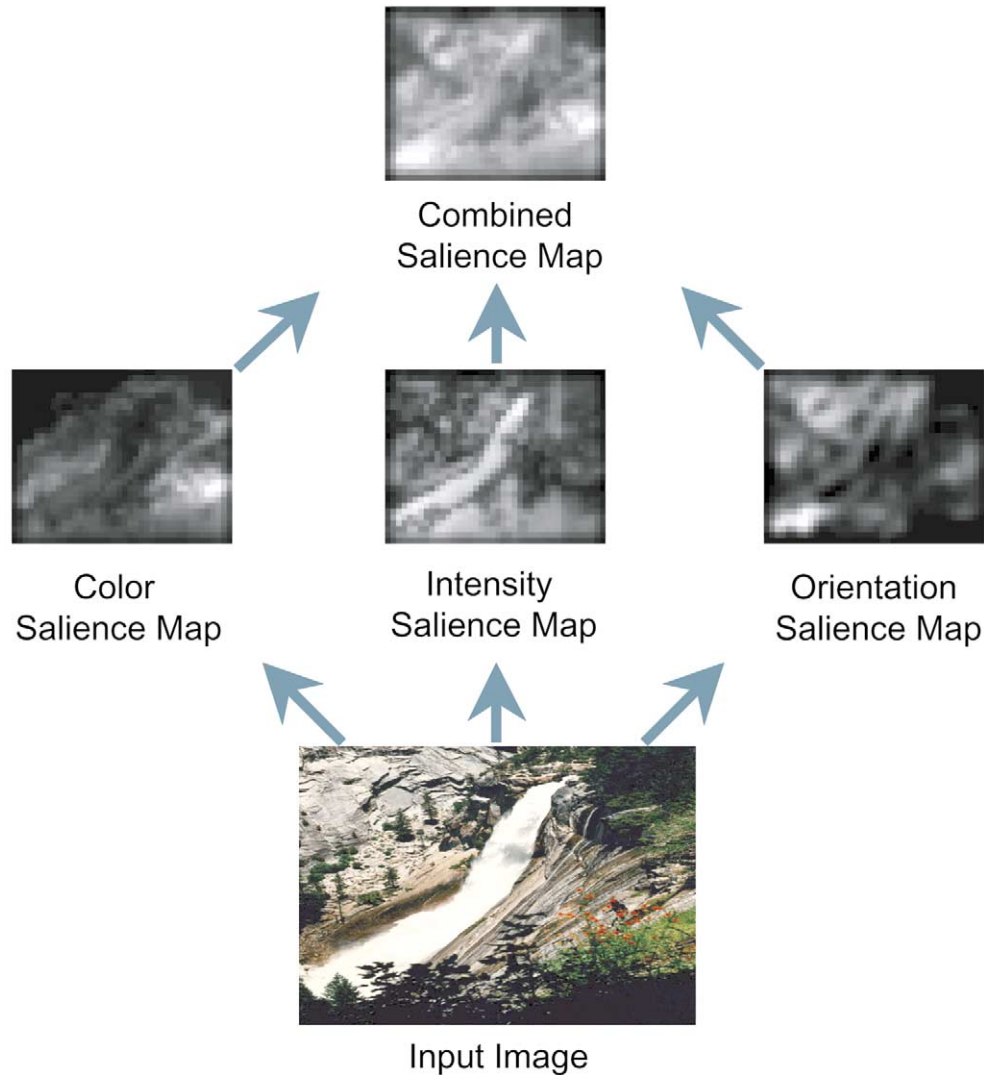 Combined
Salience Map
Color
Salience Map
Intensity
Salience Map
Orientation
Salience Map
Input Image